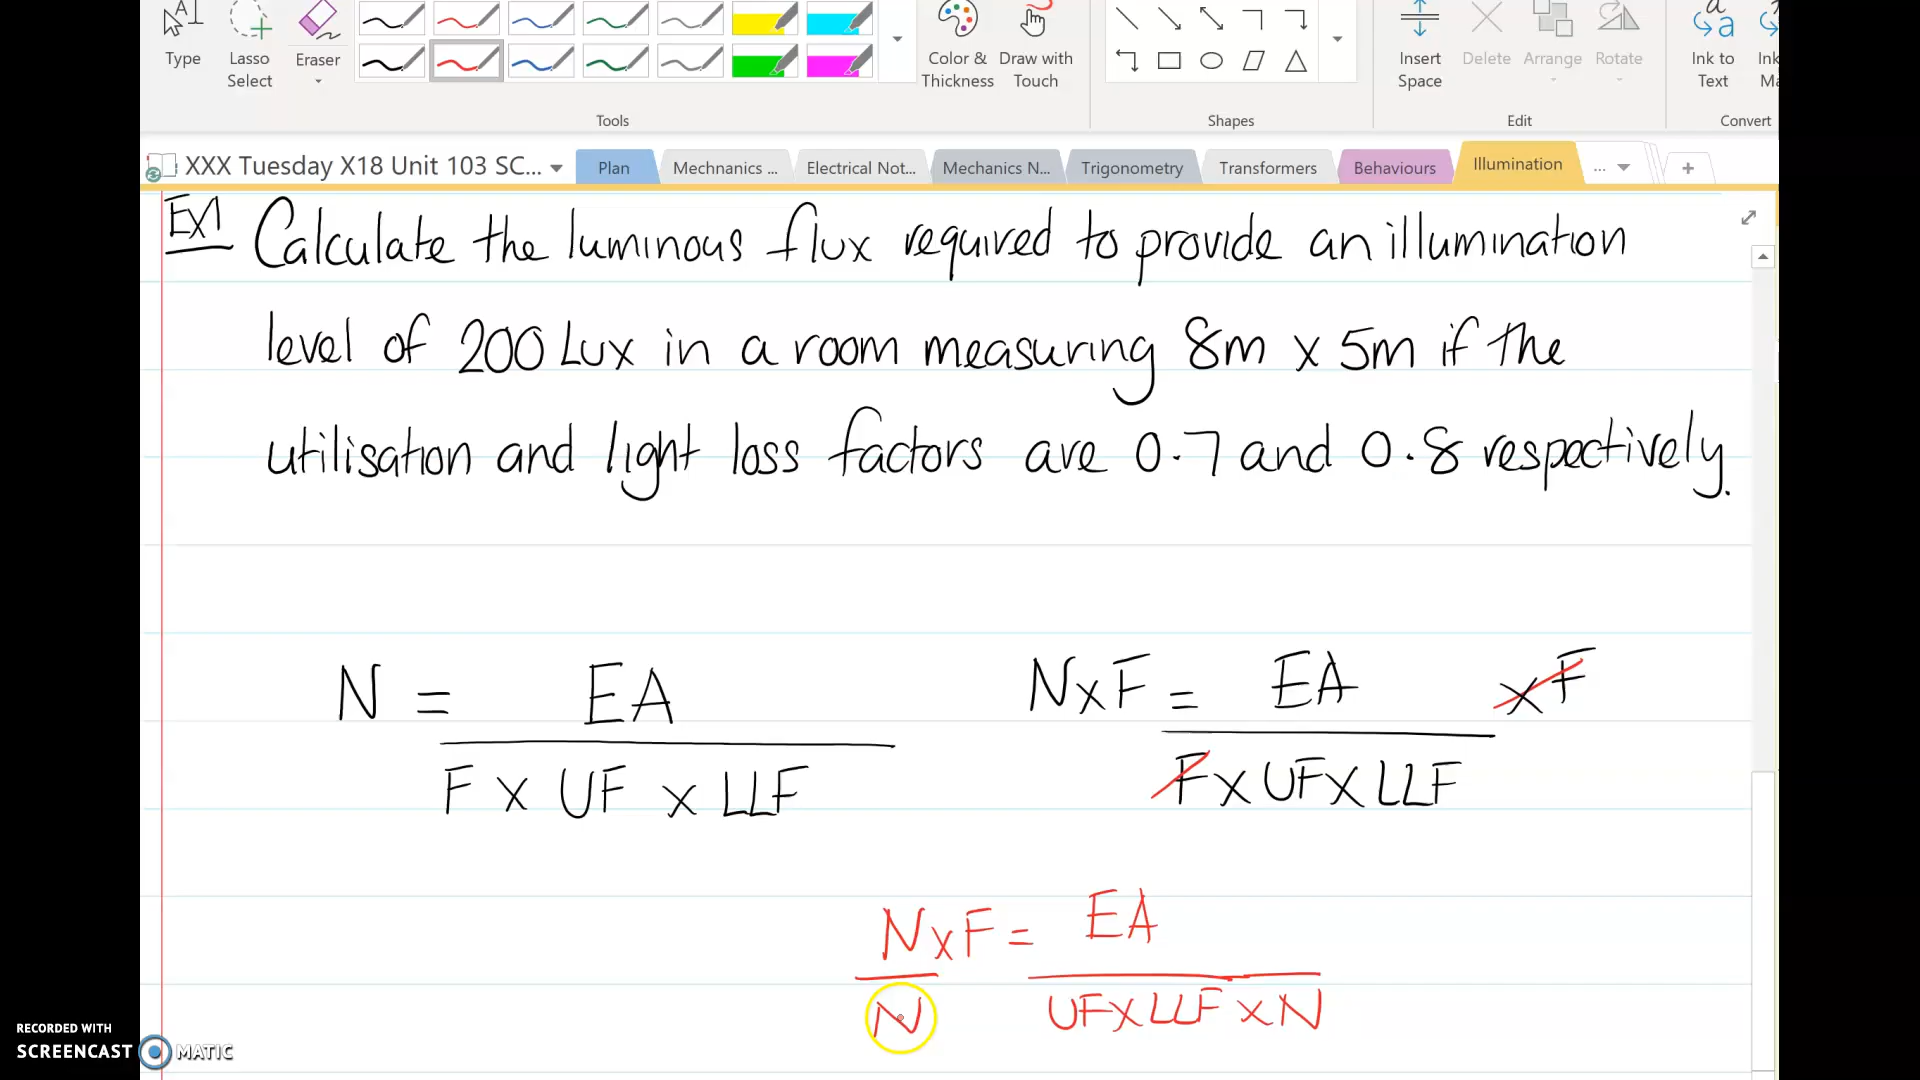 Type
Lasso Select
Eraser
Color & Thickness
Draw with Touch
Insert Space
Delete
Arrange
Rotate
Ink to Text
Tools
Shapes
Edit
Convert
XXX Tuesday X18 Unit 103 SC...
Plan
Mechnanics ...
Electrical Not...
Mechanics N...
Trigonometry
Transformers
Behaviours
Illumination
...
Ex1 Calculate the luminous flux required to provide an illumination
level of 200 Lux in a room measuring 8m x 5m if the
utilisation and light loss factors are 0.7 and 0.8 respectively.
N = EA
F x UF x LLF
N x F = EA x F
F x UF x LLF
N x F = EA
N UF x LLF x N
RECORDED WITH
SCREENCAST MATIC